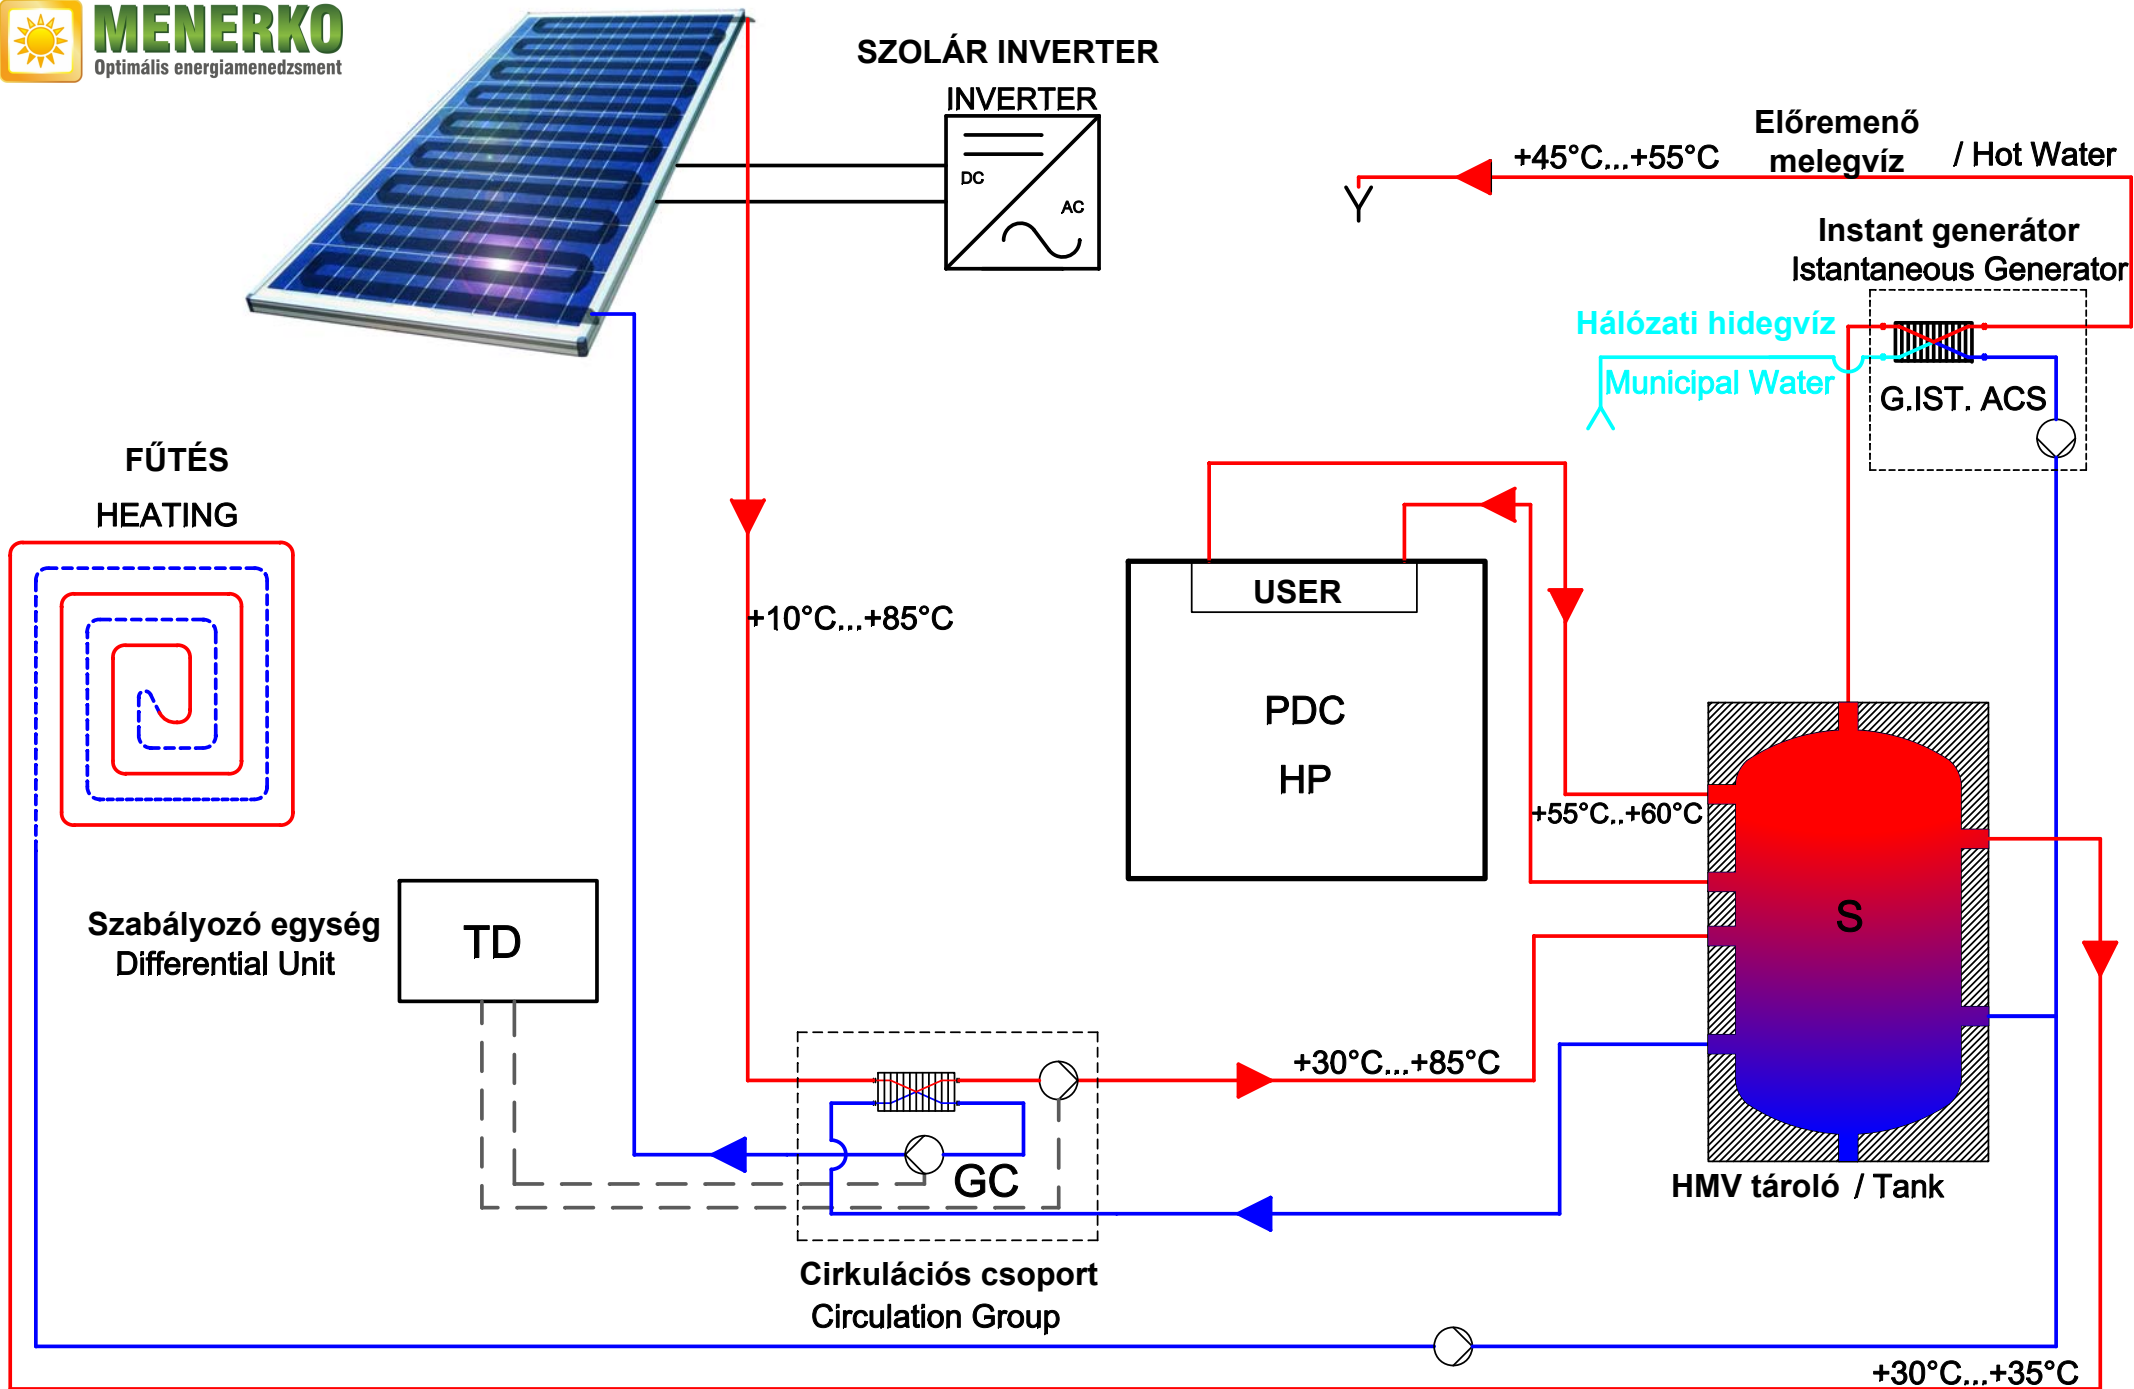 MENERKO
Optimális energiamenedzsment
SZOLÁR INVERTER
INVERTER
DC
AC
+45°C...+55°C
Előremenő
melegvíz
/ Hot Water
Instant generátor
Istantaneous Generator
Hálózati hidegvíz
Municipal Water
G.IST. ACS
FŰTÉS
HEATING
+10°C...+85°C
USER
PDC
HP
+55°C..+60°C
S
Szabályozó egység
Differential Unit
TD
+30°C...+85°C
GC
HMV tároló / Tank
Cirkulációs csoport
Circulation Group
+30°C...+35°C